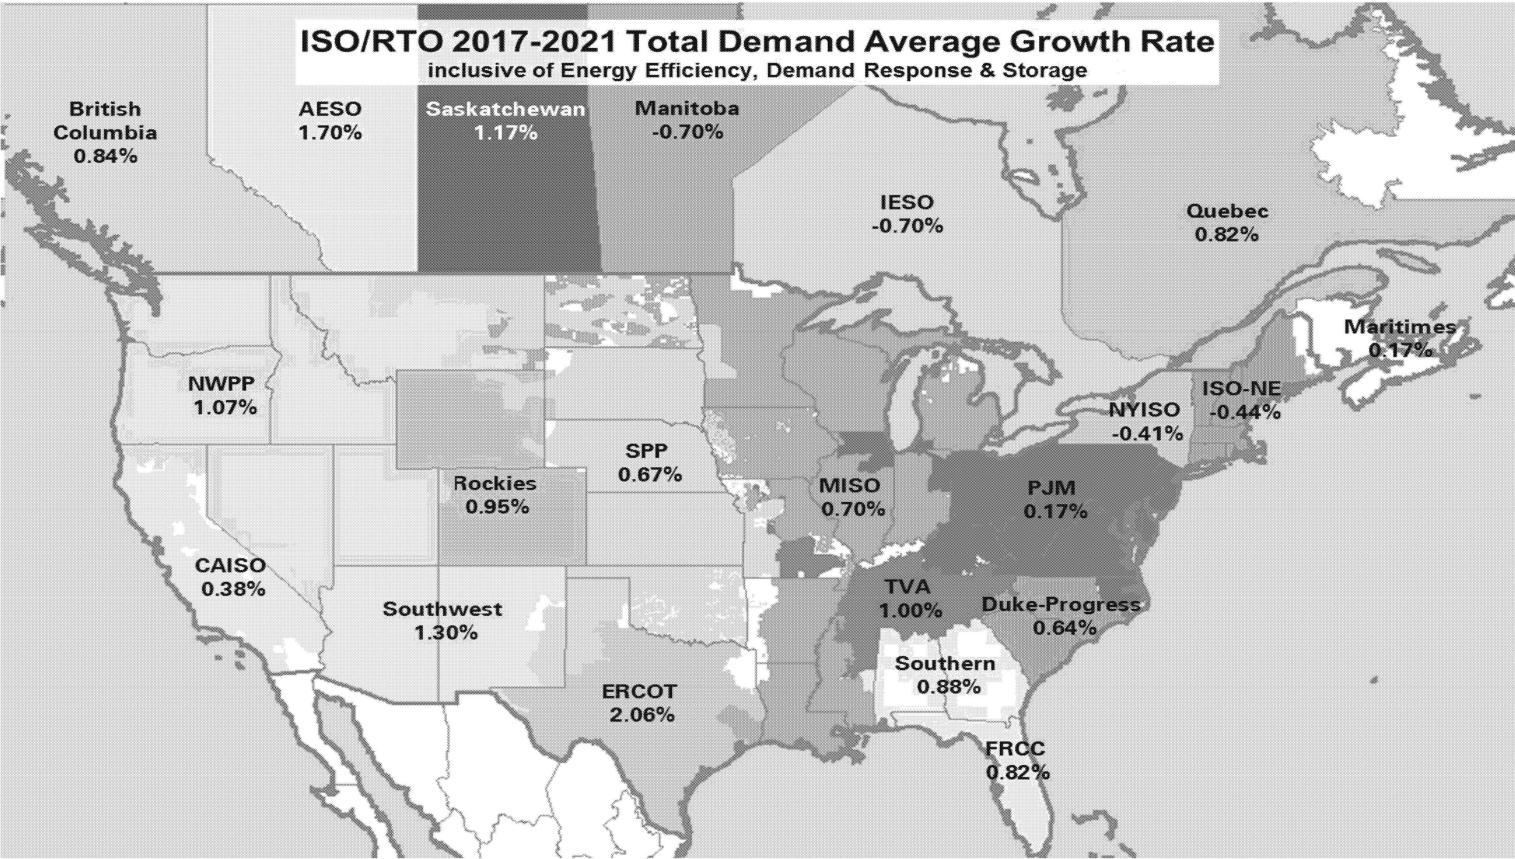 ISO/RTO 2017-2021 Total Demand Average Growth Rate
inclusive of Energy Efficiency, Demand Response & Storage
British
Columbia
0.84%
AESO
1.70%
Saskatchewan
1.17%
Manitoba
-0.70%
IESO
-0.70%
Quebec
0.82%
Maritimes
0.17%
NWPP
1.07%
ISO-NE
-0.44%
NYISO
-0.41%
SPP
0.67%
Rockies
0.95%
MISO
0.70%
PJM
0.17%
CAISO
0.38%
Southwest
1.30%
TVA
1.00%
Duke-Progress
0.64%
Southern
0.88%
ERCOT
2.06%
FRCC
0.82%